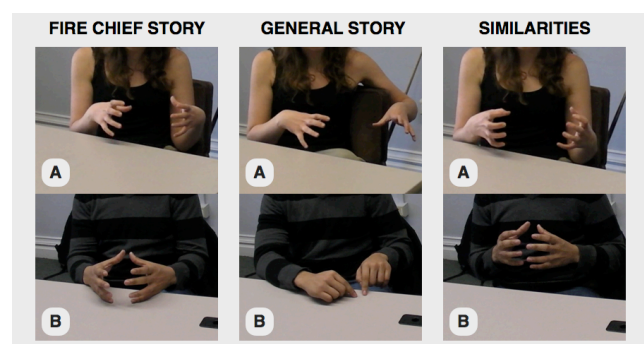 FIRE CHIEF STORY GENERAL STORY SIMILARITIES
A A A
B B B